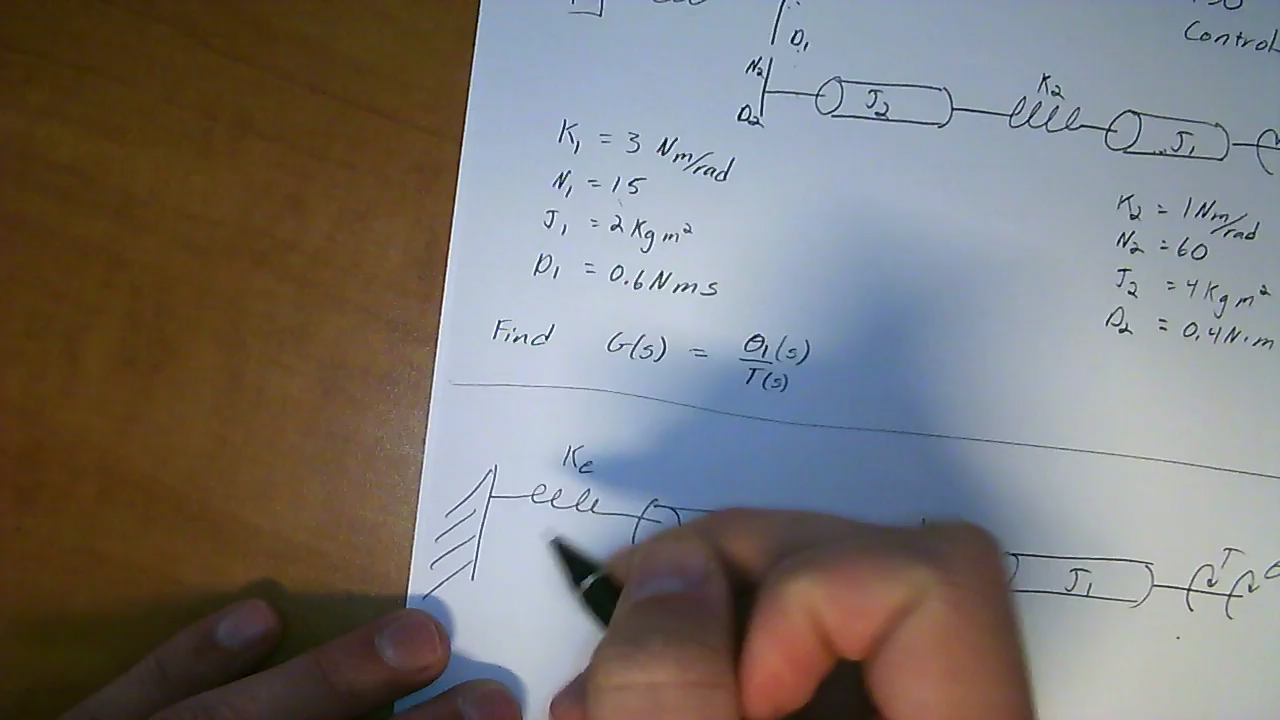 Control
D₁
N₂
D₂
J₂
K₂
J₁
K₁ = 3 Nm/rad
N₁ = 15
J₁ = 2 Kg m²
D₁ = 0.6 N m s
K₂ = 1 Nm/rad
N₂ = 60
J₂ = 4 Kg m²
D₂ = 0.4 N·m
Find G(s) = θ₁(s)/T(s)
Ke
J₁
T